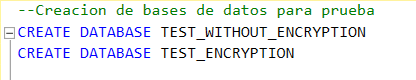 --Creacion de bases de datos para prueba
CREATE DATABASE TEST_WITHOUT_ENCRYPTION
CREATE DATABASE TEST_ENCRYPTION